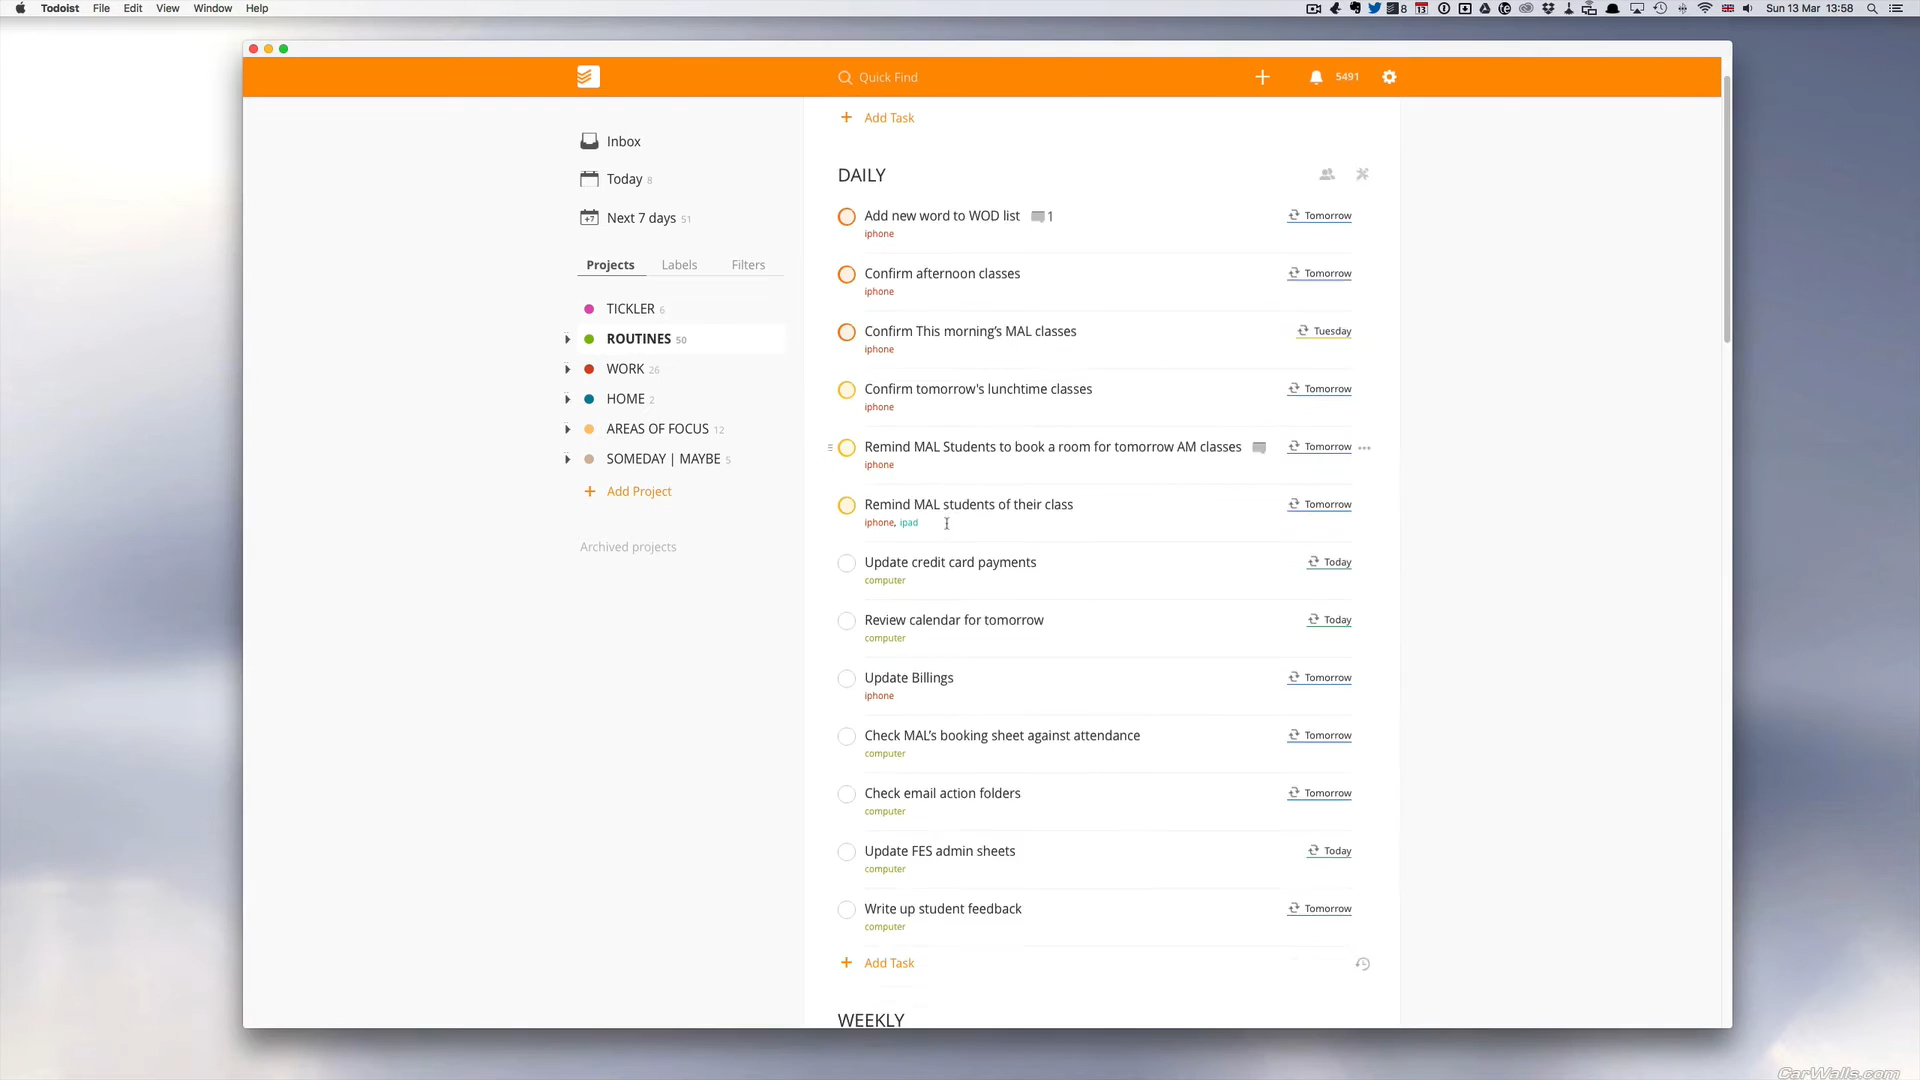 Todoist File Edit View Window Help
8 13 Sun 13 Mar 13:58
Quick Find
5491
Inbox
Today 8
+7 Next 7 days 51
Projects Labels Filters
TICKLER 6
ROUTINES 50
WORK 26
HOME 2
AREAS OF FOCUS 12
SOMEDAY | MAYBE 5
+ Add Project
Archived projects
+ Add Task
DAILY
Add new word to WOD list 1 Tomorrow
iphone
Confirm afternoon classes Tomorrow
iphone
Confirm This morning's MAL classes Tuesday
iphone
Confirm tomorrow's lunchtime classes Tomorrow
iphone
Remind MAL Students to book a room for tomorrow AM classes Tomorrow
iphone
Remind MAL students of their class Tomorrow
iphone, ipad
Update credit card payments Today
computer
Review calendar for tomorrow Today
computer
Update Billings Tomorrow
iphone
Check MAL's booking sheet against attendance Tomorrow
computer
Check email action folders Tomorrow
computer
Update FES admin sheets Today
computer
Write up student feedback Tomorrow
computer
+ Add Task
WEEKLY
CarWalls.com